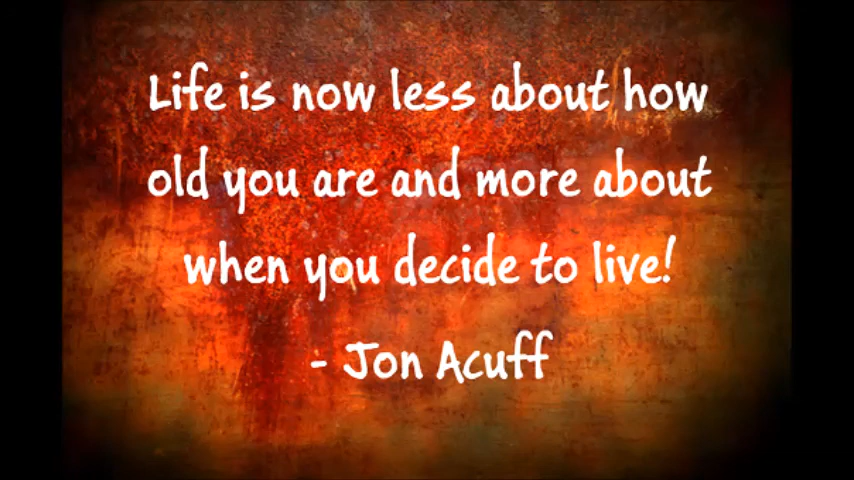 Life is now less about how
old you are and more about
when you decide to live!
- Jon Acuff